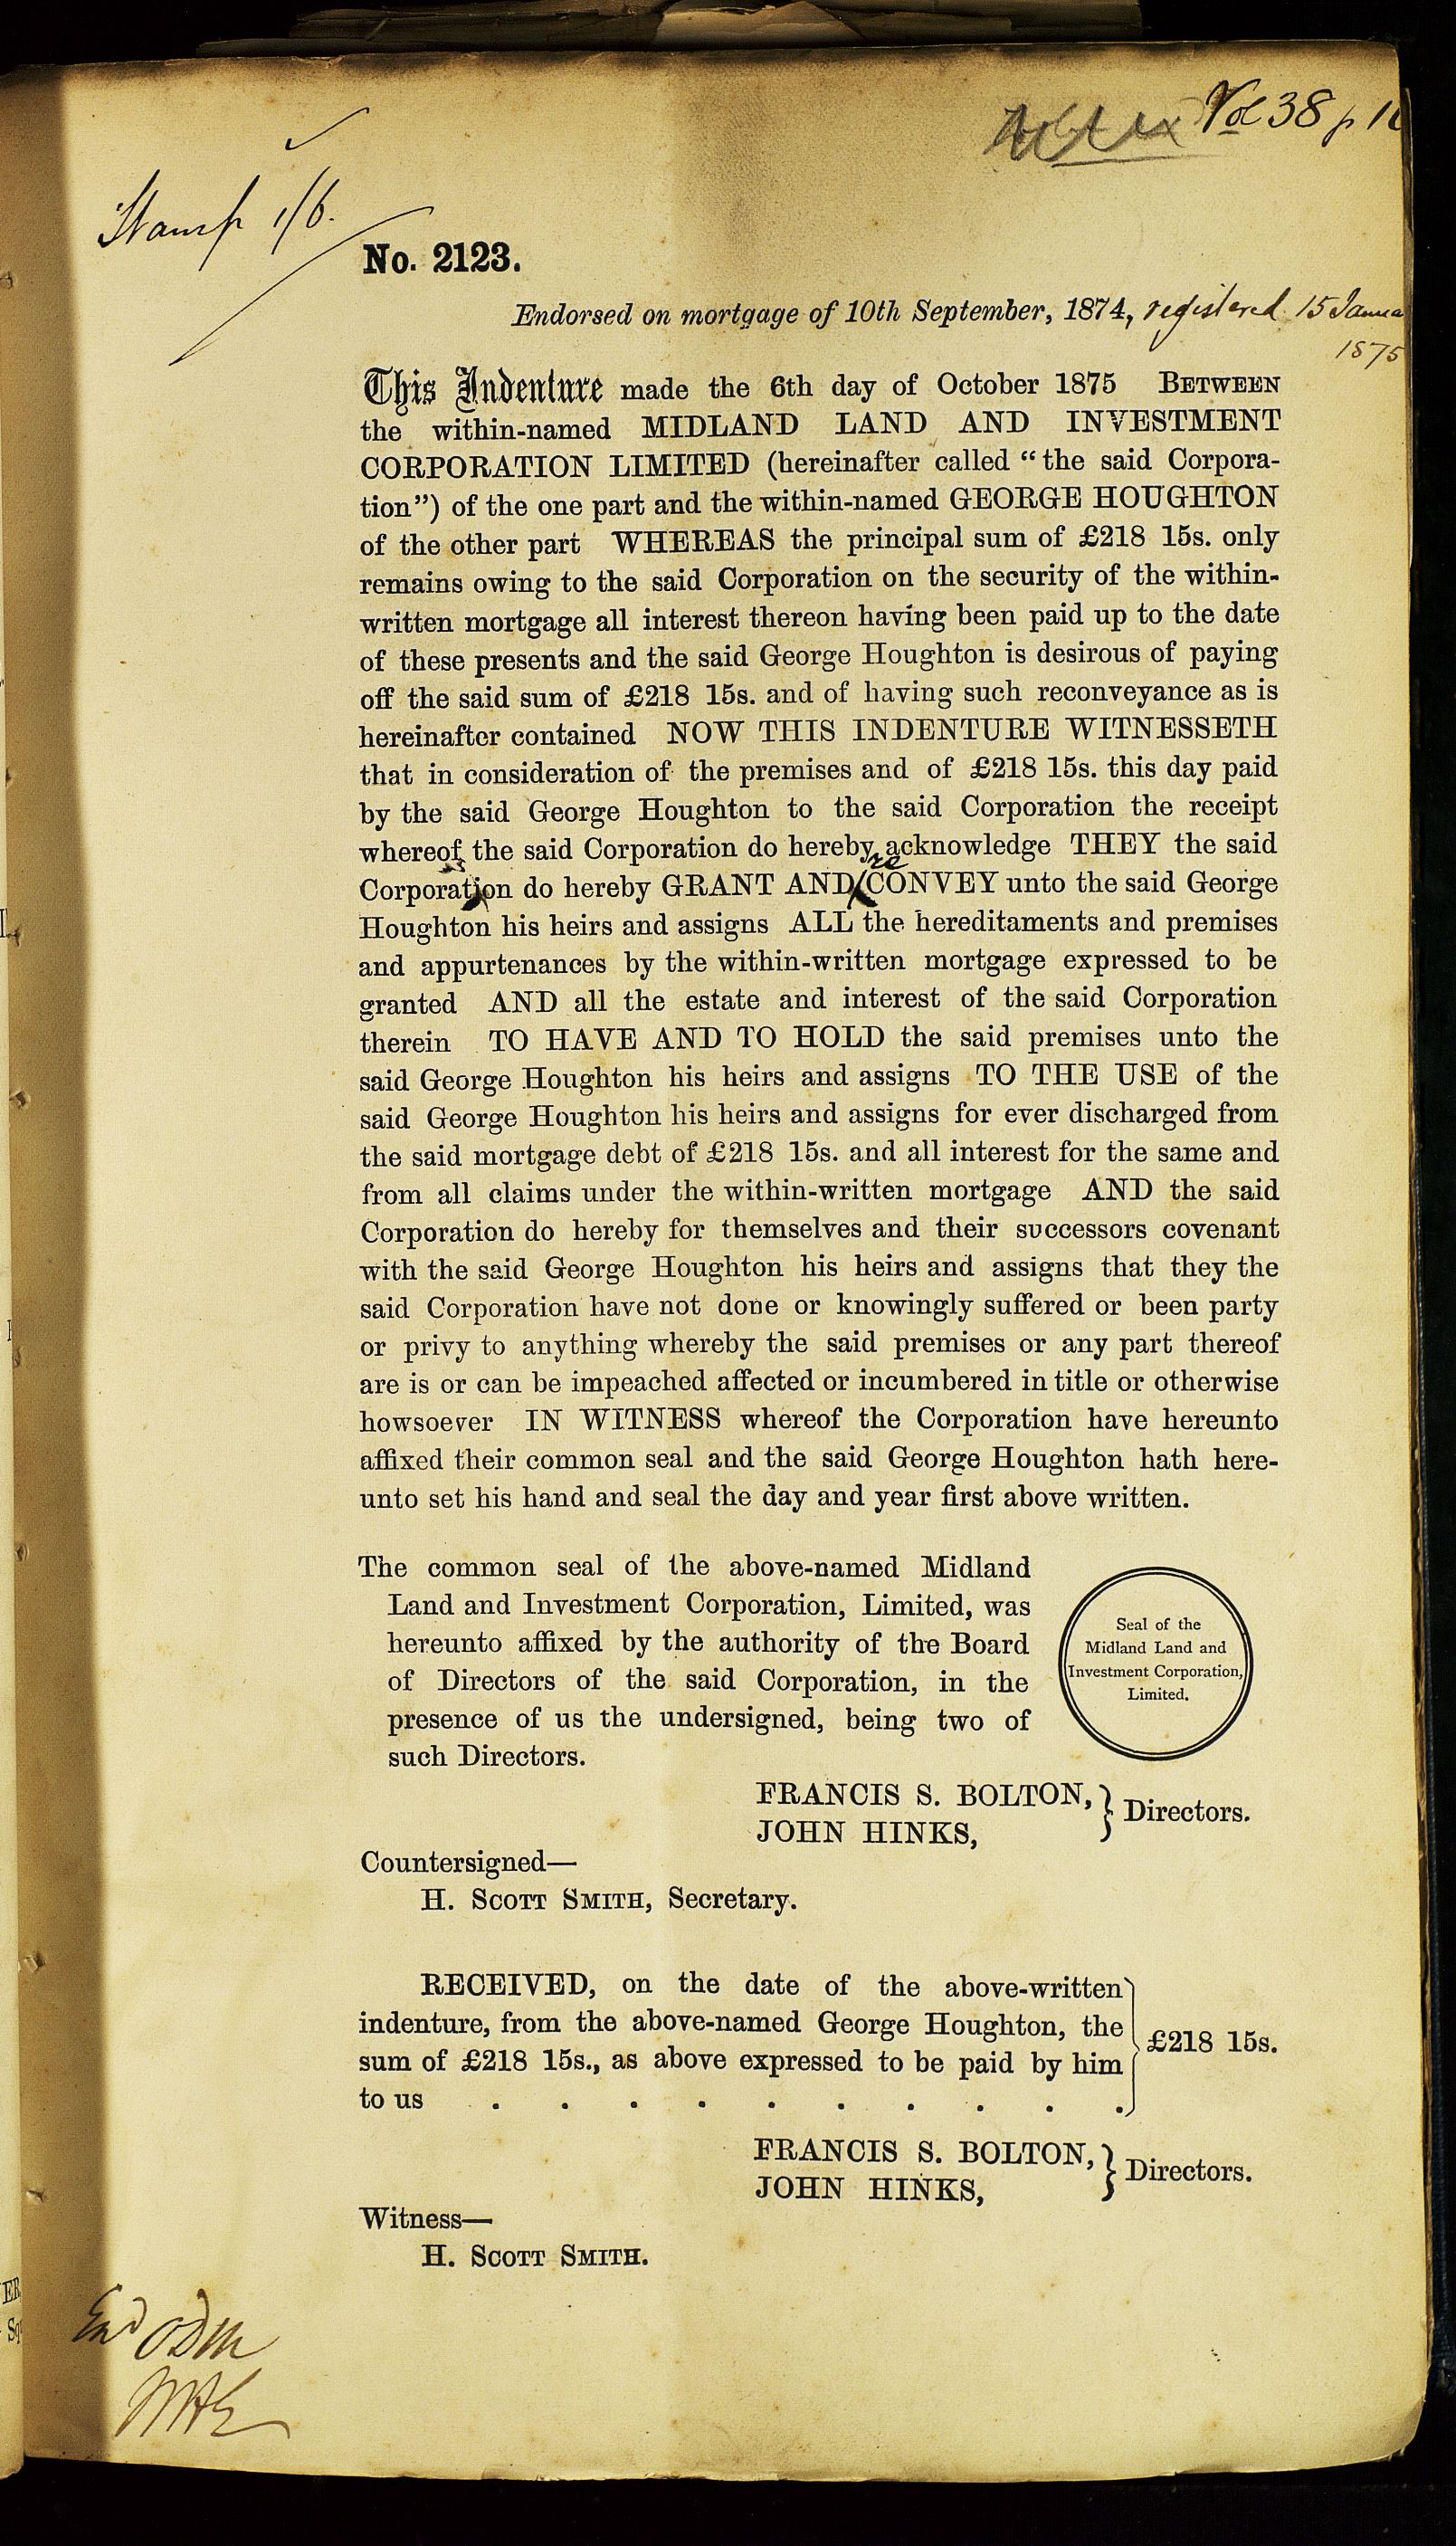 Vol 38 p
Stamp 1/6.
No. 2123.
Endorsed on mortgage of 10th September, 1874, registered 15 Janua
1875
This Indenture made the 6th day of October 1875 BETWEEN
the within-named MIDLAND LAND AND INVESTMENT
CORPORATION LIMITED (hereinafter called “the said Corpora-
tion”) of the one part and the within-named GEORGE HOUGHTON
of the other part WHEREAS the principal sum of £218 15s. only
remains owing to the said Corporation on the security of the within-
written mortgage all interest thereon having been paid up to the date
of these presents and the said George Houghton is desirous of paying
off the said sum of £218 15s. and of having such reconveyance as is
hereinafter contained NOW THIS INDENTURE WITNESSETH
that in consideration of the premises and of £218 15s. this day paid
by the said George Houghton to the said Corporation the receipt
whereof the said Corporation do hereby acknowledge THEY the said
Corporation do hereby GRANT AND reCONVEY unto the said George
Houghton his heirs and assigns ALL the hereditaments and premises
and appurtenances by the within-written mortgage expressed to be
granted AND all the estate and interest of the said Corporation
therein TO HAVE AND TO HOLD the said premises unto the
said George Houghton his heirs and assigns TO THE USE of the
said George Houghton his heirs and assigns for ever discharged from
the said mortgage debt of £218 15s. and all interest for the same and
from all claims under the within-written mortgage AND the said
Corporation do hereby for themselves and their successors covenant
with the said George Houghton his heirs and assigns that they the
said Corporation have not done or knowingly suffered or been party
or privy to anything whereby the said premises or any part thereof
are is or can be impeached affected or incumbered in title or otherwise
howsoever IN WITNESS whereof the Corporation have hereunto
affixed their common seal and the said George Houghton hath here-
unto set his hand and seal the day and year first above written.
The common seal of the above-named Midland
Land and Investment Corporation, Limited, was
hereunto affixed by the authority of the Board
of Directors of the said Corporation, in the
presence of us the undersigned, being two of
such Directors.
Seal of the
Midland Land and
Investment Corporation,
Limited.
FRANCIS S. BOLTON,
JOHN HINKS,
Directors.
Countersigned—
H. SCOTT SMITH, Secretary.
RECEIVED, on the date of the above-written
indenture, from the above-named George Houghton, the
sum of £218 15s., as above expressed to be paid by him
to us . . . . . . . . . .
£218 15s.
FRANCIS S. BOLTON,
JOHN HINKS,
Directors.
Witness—
H. SCOTT SMITH.